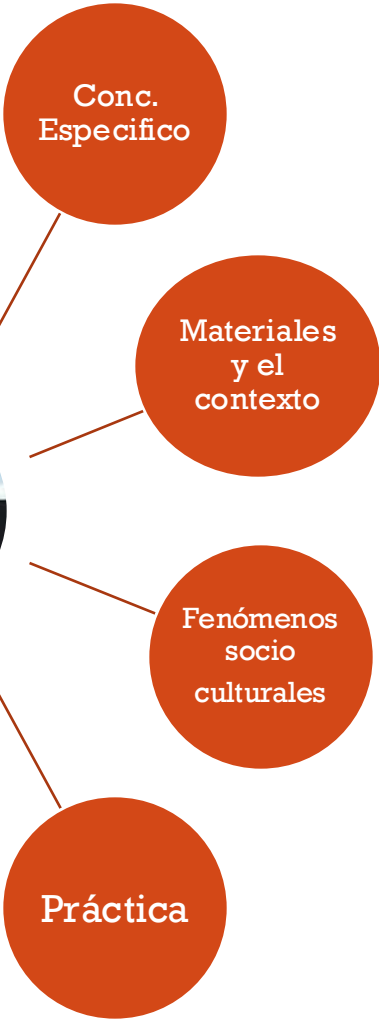 Conc.
Especifico
Materiales
y el
contexto
Fenómenos
socio
culturales
Práctica